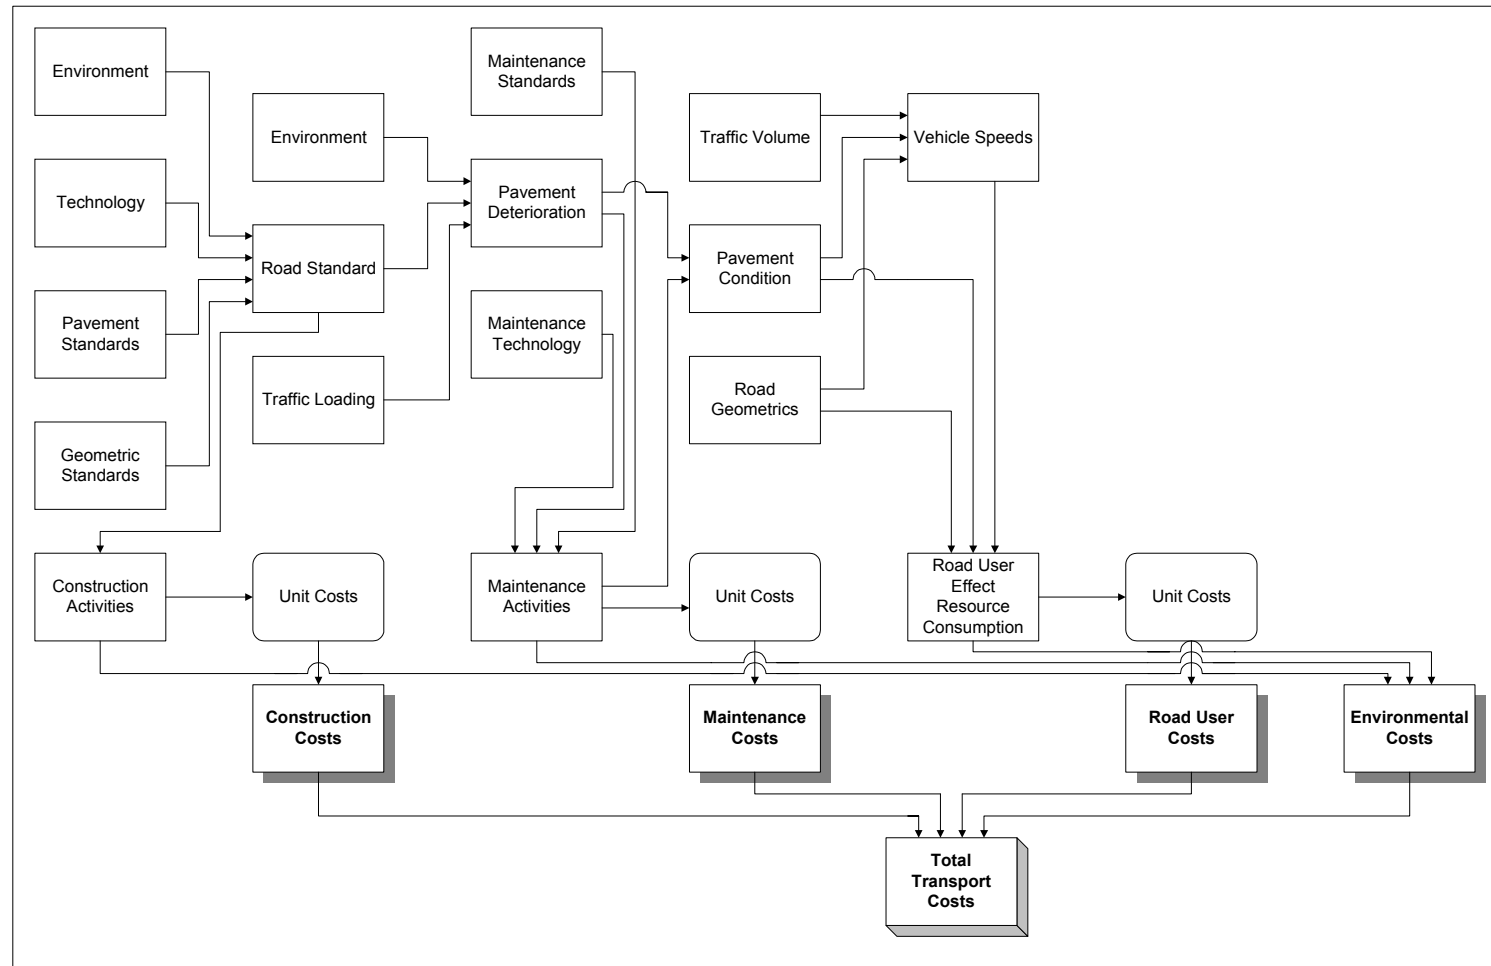 Environment
Technology
Pavement
Standards
Geometric
Standards
Environment
Road Standard
Traffic Loading
Maintenance
Standards
Pavement
Deterioration
Maintenance
Technology
Traffic Volume
Pavement
Condition
Road
Geometrics
Vehicle Speeds
Construction
Activities
Unit Costs
Maintenance
Activities
Unit Costs
Road User
Effect
Resource
Consumption
Unit Costs
Construction
Costs
Maintenance
Costs
Road User
Costs
Environmental
Costs
Total
Transport
Costs